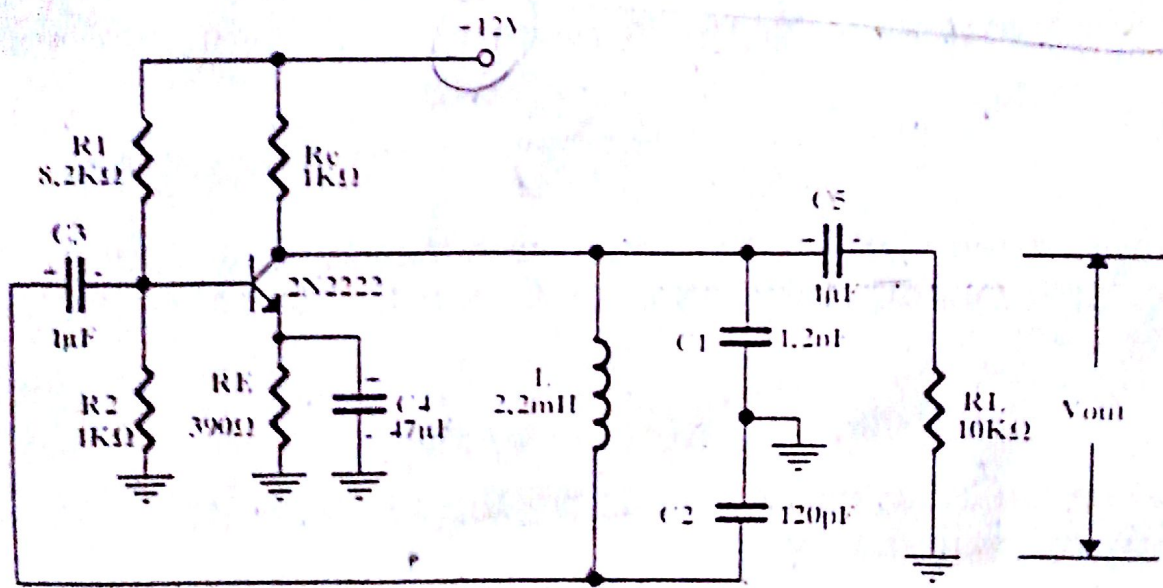 +12V
R1
8.2KΩ
Rc
1KΩ
C3
+ -
1µF
2N2222
C5
+ -
1µF
C1
1.2nF
L
2.2mH
R2
1KΩ
RE
390Ω
+
C4
47µF
-
RL
10KΩ
Vout
C2
120pF